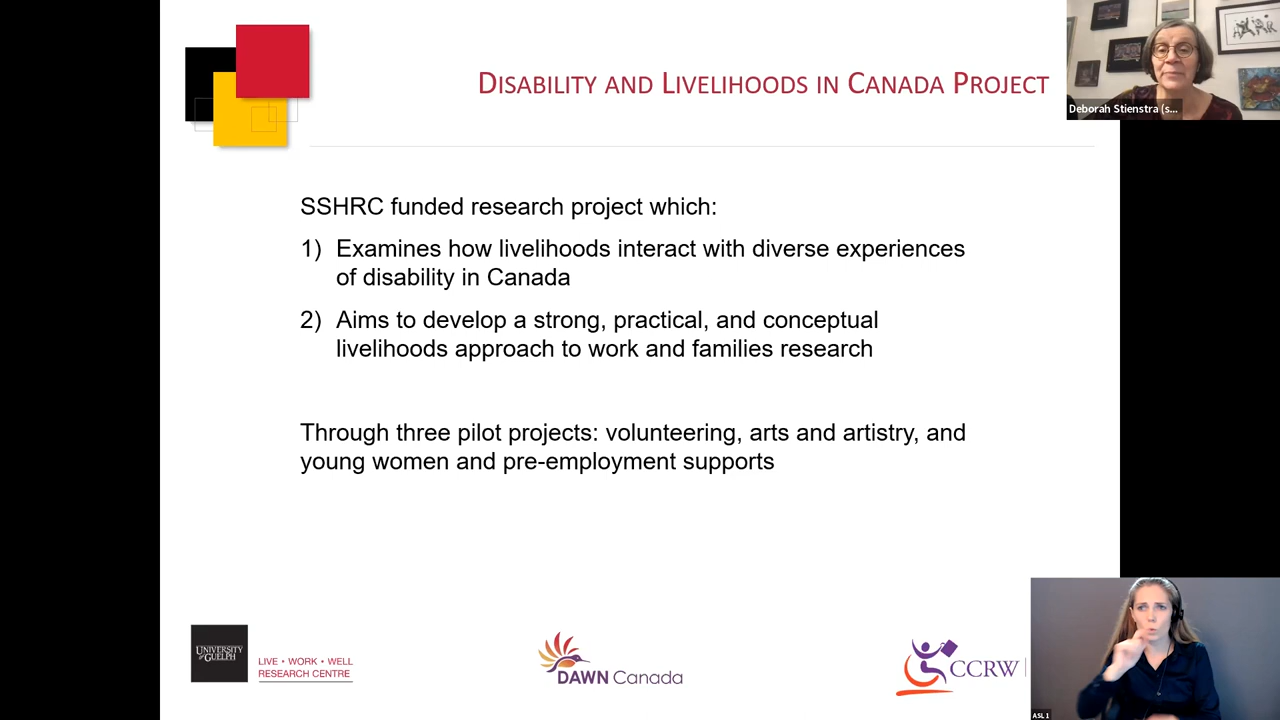 DISABILITY AND LIVELIHOODS IN CANADA PROJECT
Deborah Stienstra (s...
SSHRC funded research project which:
1) Examines how livelihoods interact with diverse experiences
of disability in Canada
2) Aims to develop a strong, practical, and conceptual
livelihoods approach to work and families research
Through three pilot projects: volunteering, arts and artistry, and
young women and pre-employment supports
UNIVERSITY
OF GUELPH
LIVE • WORK • WELL
RESEARCH CENTRE
DAWN Canada
CCRW
ASL 1